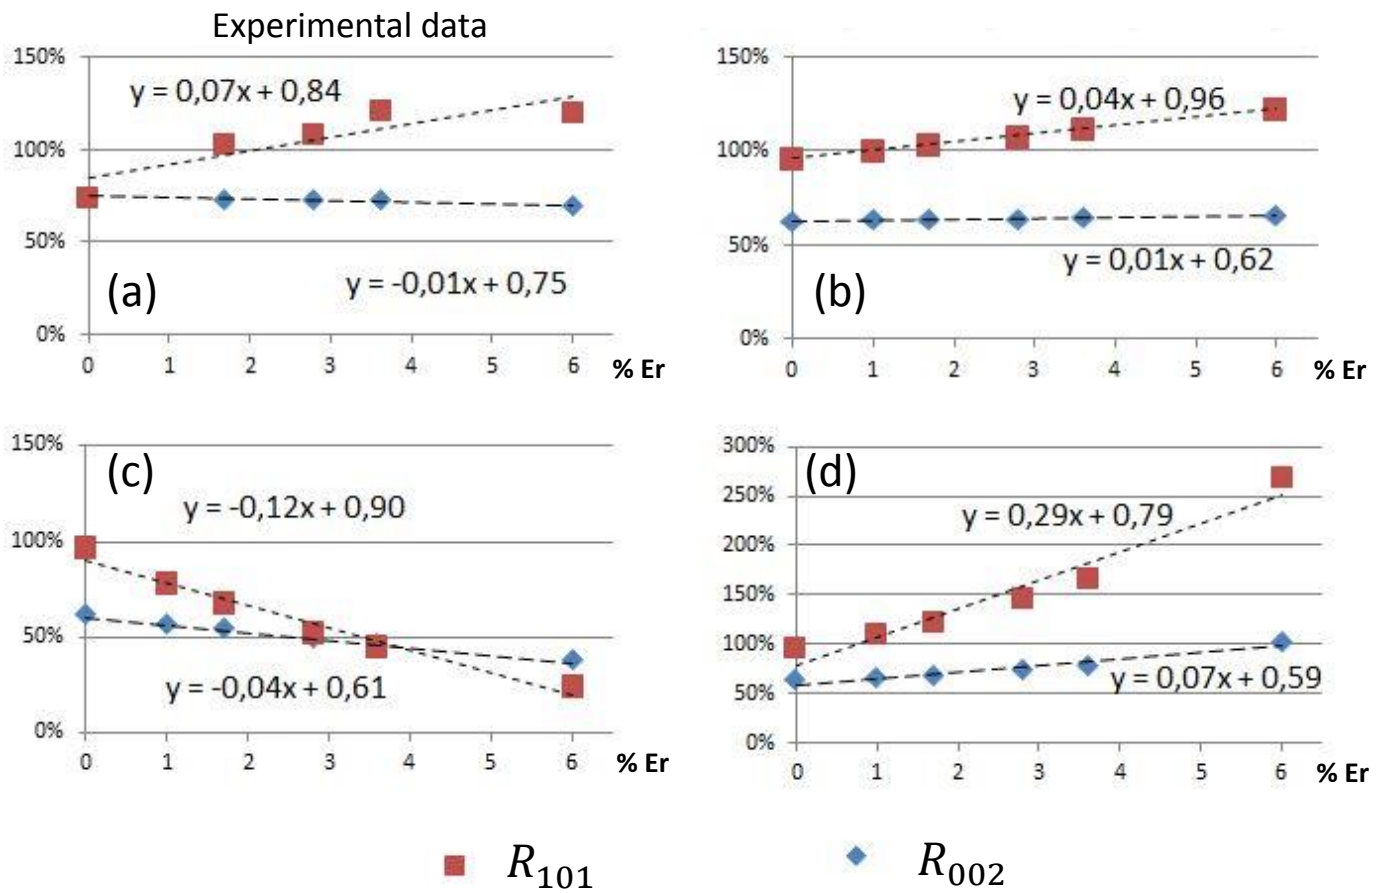 Experimental data
150%
100%
50%
0%
y = 0,07x + 0,84
y = -0,01x + 0,75
(a)
0 1 2 3 4 5 6 % Er
150%
100%
50%
0%
y = 0,04x + 0,96
y = 0,01x + 0,62
(b)
0 1 2 3 4 5 6 % Er
150%
100%
50%
0%
(c)
y = -0,12x + 0,90
y = -0,04x + 0,61
0 1 2 3 4 5 6 % Er
300%
250%
200%
150%
100%
50%
0%
(d)
y = 0,29x + 0,79
y = 0,07x + 0,59
0 1 2 3 4 5 6 % Er
R₁₀₁ R₀₀₂